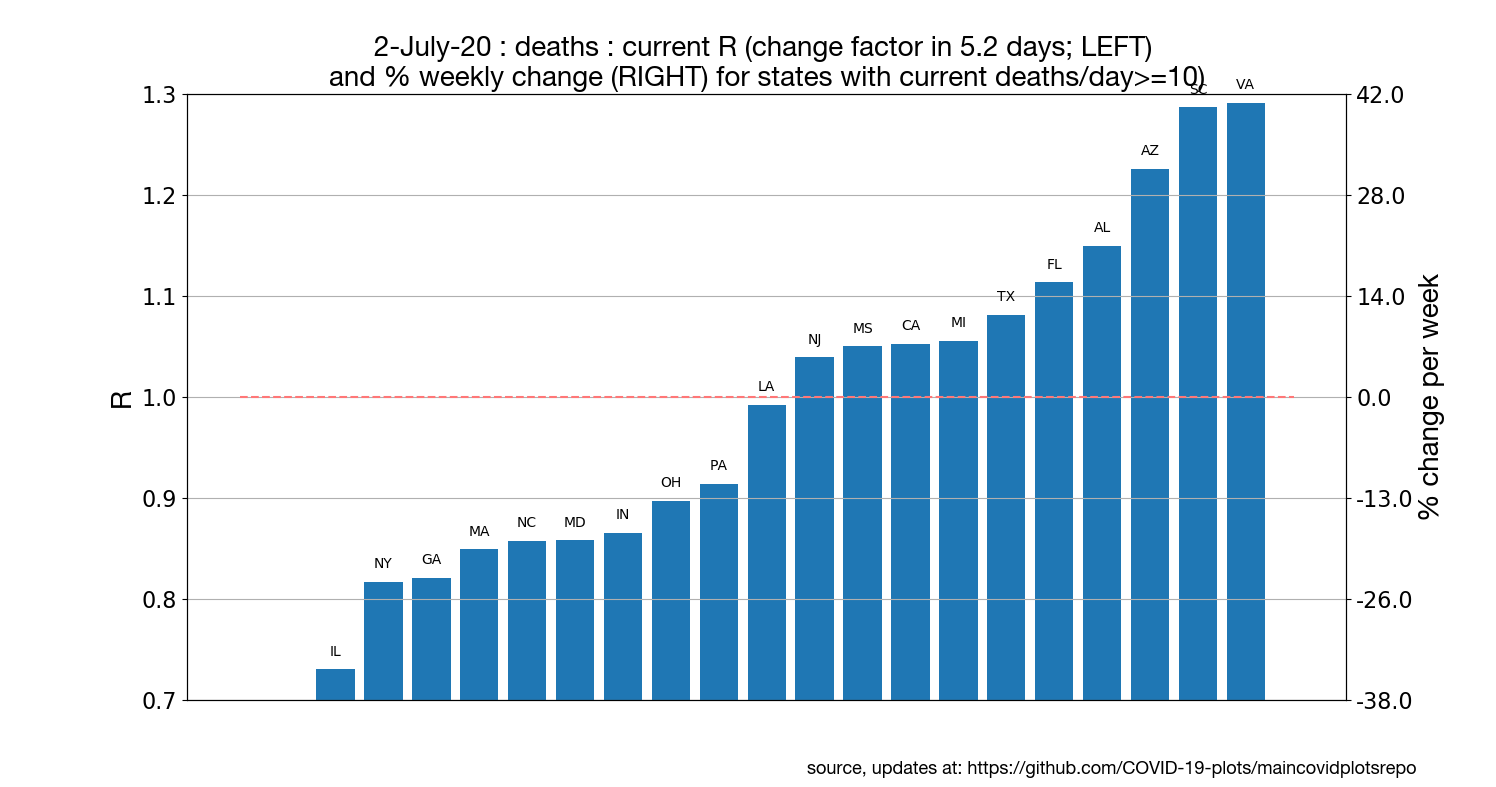 2-July-20 : deaths : current R (change factor in 5.2 days; LEFT)
and % weekly change (RIGHT) for states with current deaths/day>=10)
R
1.3
1.2
1.1
1.0
0.9
0.8
0.7
IL
NY
GA
MA
NC
MD
IN
OH
PA
LA
NJ
MS
CA
MI
TX
FL
AL
AZ
SC
VA
42.0
28.0
14.0
0.0
-13.0
-26.0
-38.0
% change per week
source, updates at: https://github.com/COVID-19-plots/maincovidplotsrepo